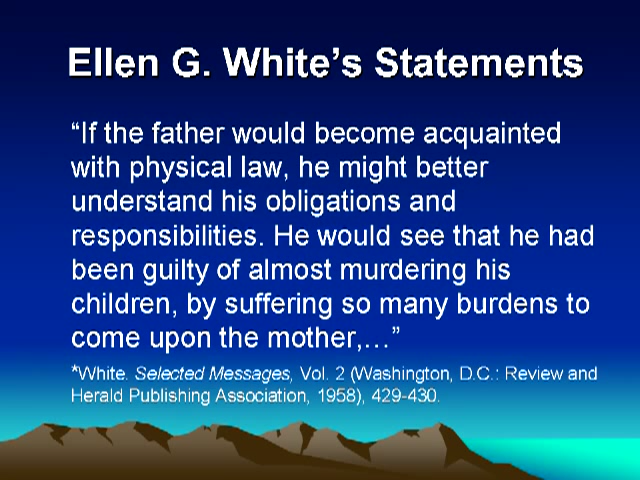 Ellen G. White’s Statements
“If the father would become acquainted
with physical law, he might better
understand his obligations and
responsibilities. He would see that he had
been guilty of almost murdering his
children, by suffering so many burdens to
come upon the mother,…”
*White. Selected Messages, Vol. 2 (Washington, D.C.: Review and
Herald Publishing Association, 1958), 429-430.